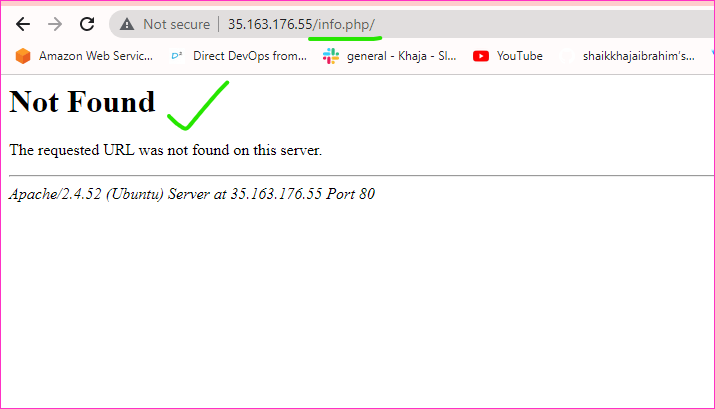 Not secure | 35.163.176.55/info.php/
Amazon Web Servic... Direct DevOps from... general - Khaja - Sl... YouTube shaikkhajaibrahim's...
Not Found
The requested URL was not found on this server.
Apache/2.4.52 (Ubuntu) Server at 35.163.176.55 Port 80